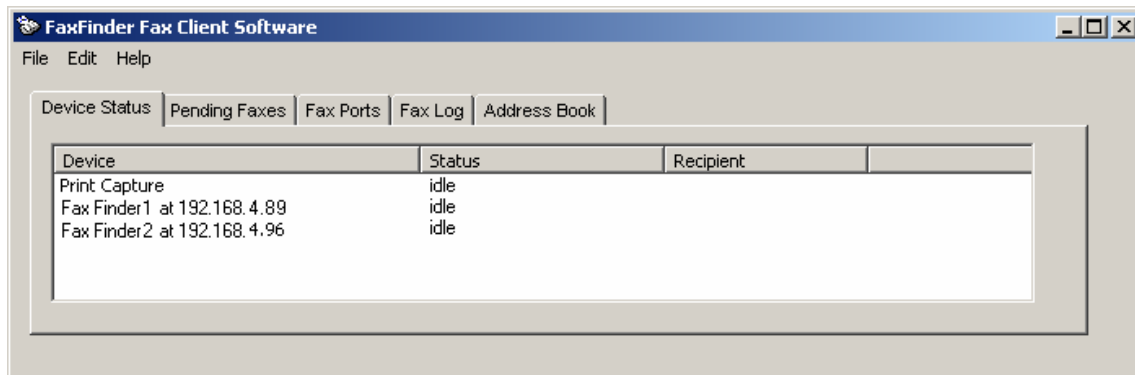 FaxFinder Fax Client Software
File Edit Help
Device Status Pending Faxes Fax Ports Fax Log Address Book
Device Status Recipient
Print Capture idle
Fax Finder1 at 192.168.4.89 idle
Fax Finder2 at 192.168.4.96 idle